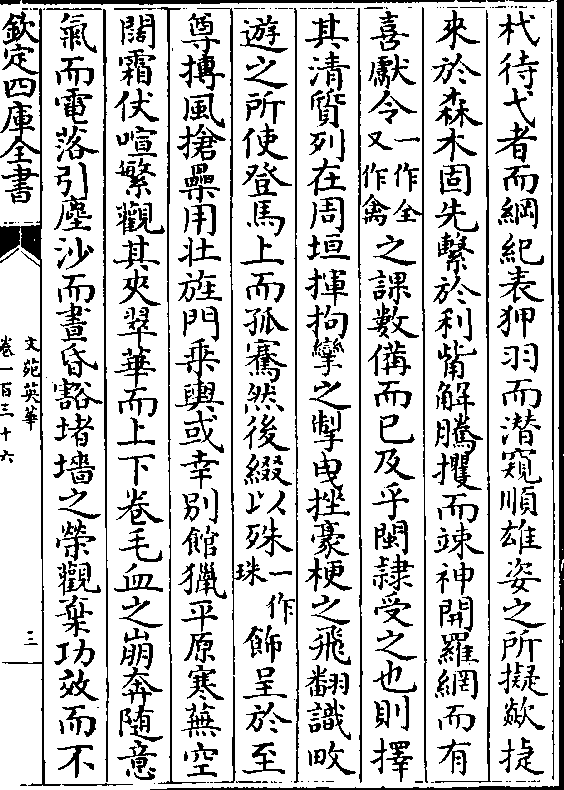 杙待弋者而綱紀表狎羽而潛窺順雄姿之所擬歘捷
來於森木固先繫於利觜解騰攫而竦神開羅網而有
喜獻令一作全又作禽之課數備而已及乎閩隸受之也則擇
其清質列在周垣揮拘攣之掣曳挫豪梗之飛翻識畋
遊之所使登馬上而孤騫然後綴以殊一作珠飾呈於至
尊摶風搶纍用壯旌門乘輿或幸別館獵平原寒蕪空
闊霜仗喧繁觀其夾翠華而上下卷毛血之崩奔隨意
氣而電落引塵沙而晝昏豁堵墻之榮觀棄功效而不
欽定四庫全書
文苑英華
卷一百三十六
三